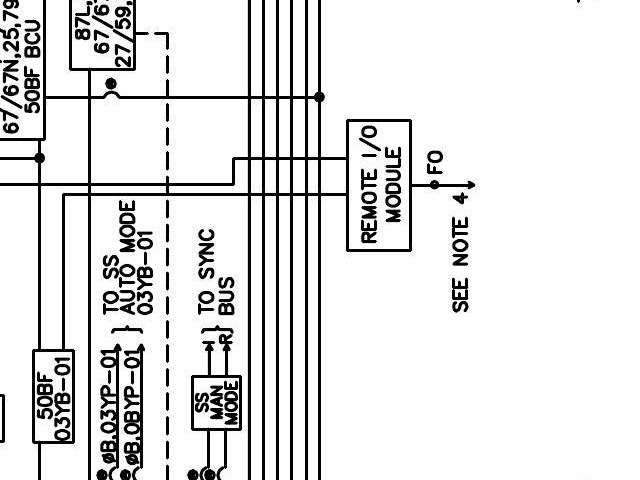 67/67N,25,79
50BF BCU
87L,
67/67
27/59,
REMOTE I/O
MODULE
FO
SEE NOTE 4
TO SS
AUTO MODE
03YB-01
TO SYNC
BUS
I
R
50BF
03YB-01
ØB.03YP-01
ØB.0BYP-01
SS
MAN
MODE